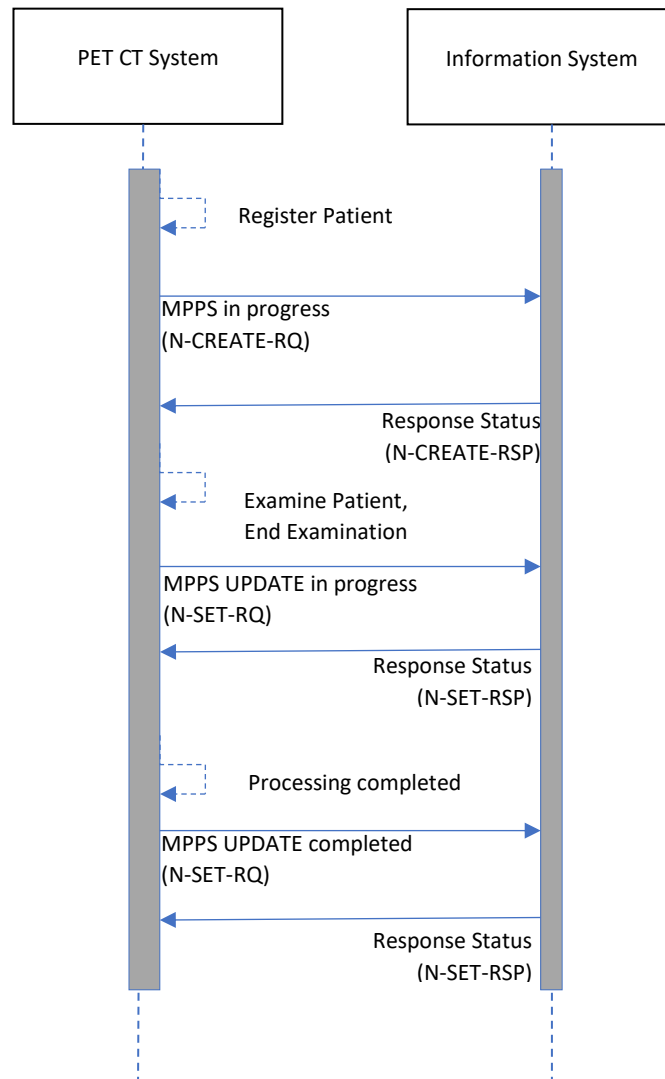 PET CT System
Information System
Register Patient
MPPS in progress
(N-CREATE-RQ)
Response Status
(N-CREATE-RSP)
Examine Patient,
End Examination
MPPS UPDATE in progress
(N-SET-RQ)
Response Status
(N-SET-RSP)
Processing completed
MPPS UPDATE completed
(N-SET-RQ)
Response Status
(N-SET-RSP)